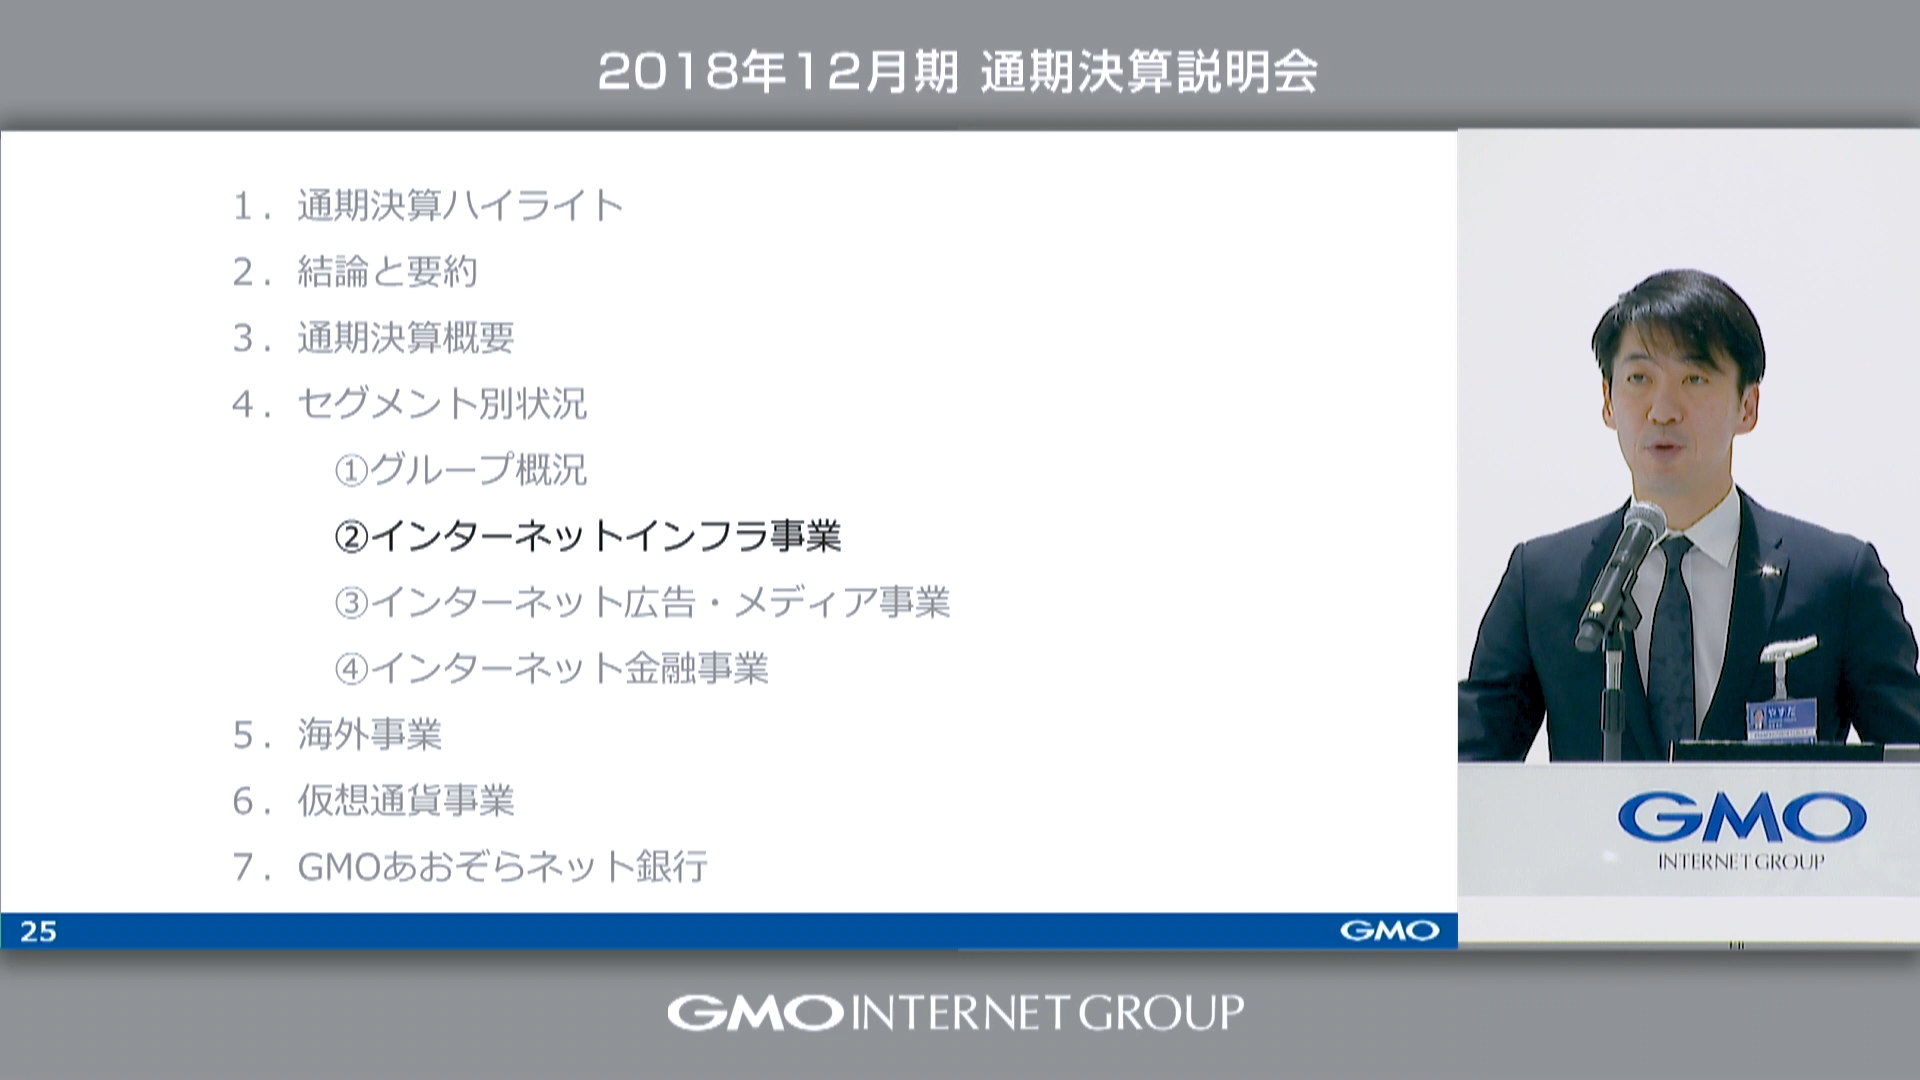 2018年12月期 通期決算説明会
1. 通期決算ハイライト
2. 結論と要約
3. 通期決算概要
4. セグメント別状況
①グループ概況
②インターネットインフラ事業
③インターネット広告・メディア事業
④インターネット金融事業
5. 海外事業
6. 仮想通貨事業
7. GMOあおぞらネット銀行
25
GMO
やすだ
GMO
INTERNET GROUP
GMO INTERNET GROUP